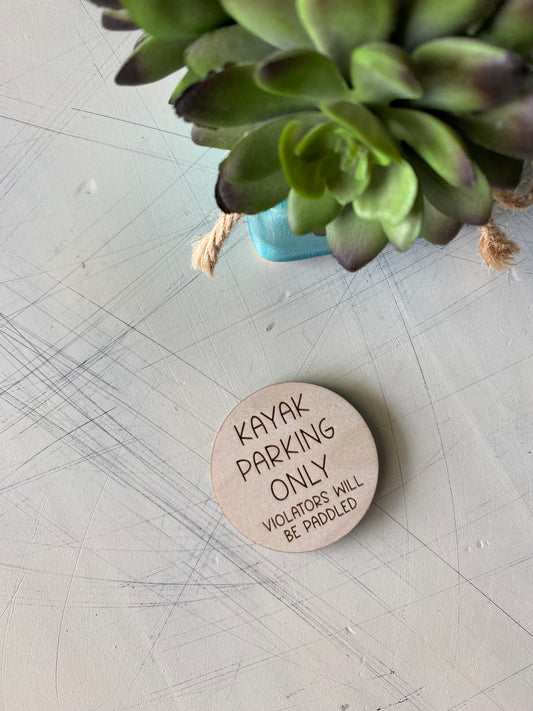 KAYAK
PARKING
ONLY
VIOLATORS WILL
BE PADDLED